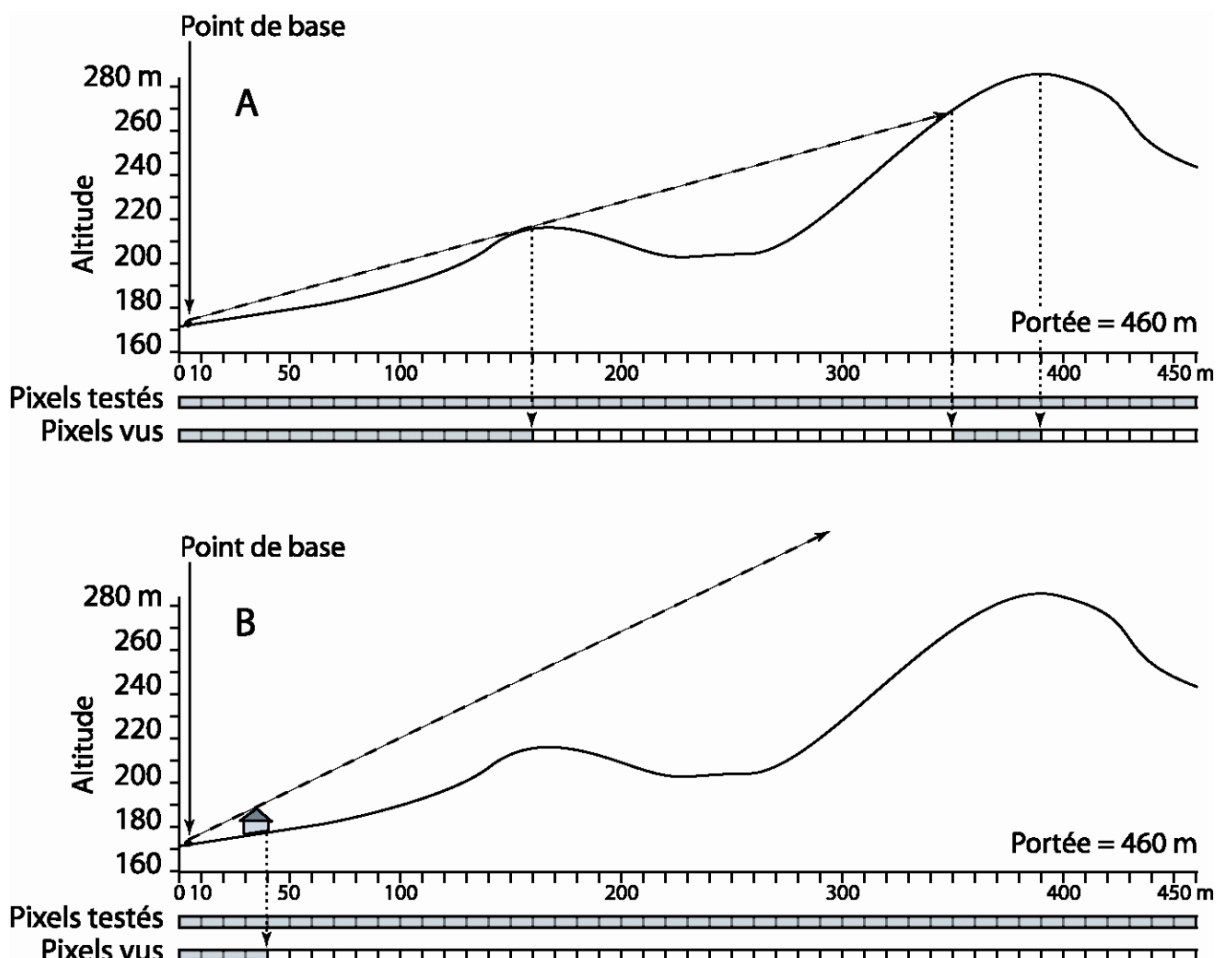 Point de base
A
280 m
260
240
220
200
180
160
Altitude
Portée = 460 m
0 10 50 100 200 300 400 450 m
Pixels testés
Pixels vus
Point de base
B
280 m
260
240
220
200
180
160
Altitude
Portée = 460 m
0 10 50 100 200 300 400 450 m
Pixels testés
Pixels vus